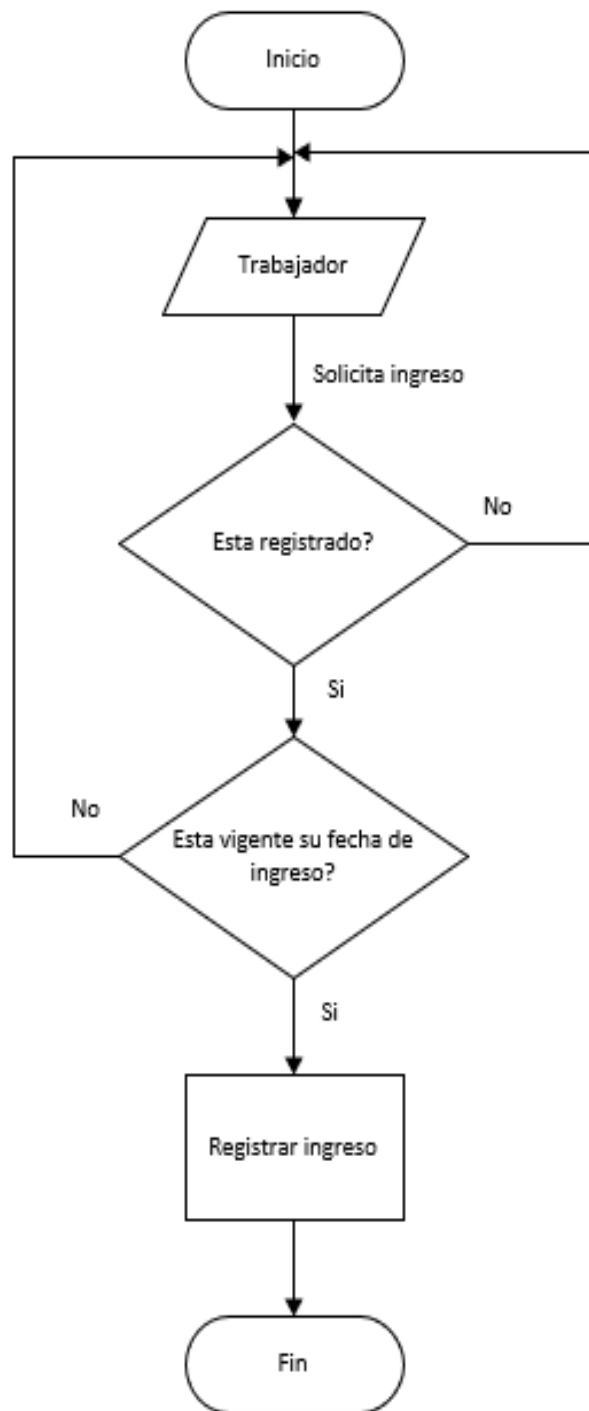 Inicio
Trabajador
Solicita ingreso
Esta registrado?
No
Si
No
Esta vigente su fecha de
ingreso?
Si
Registrar ingreso
Fin